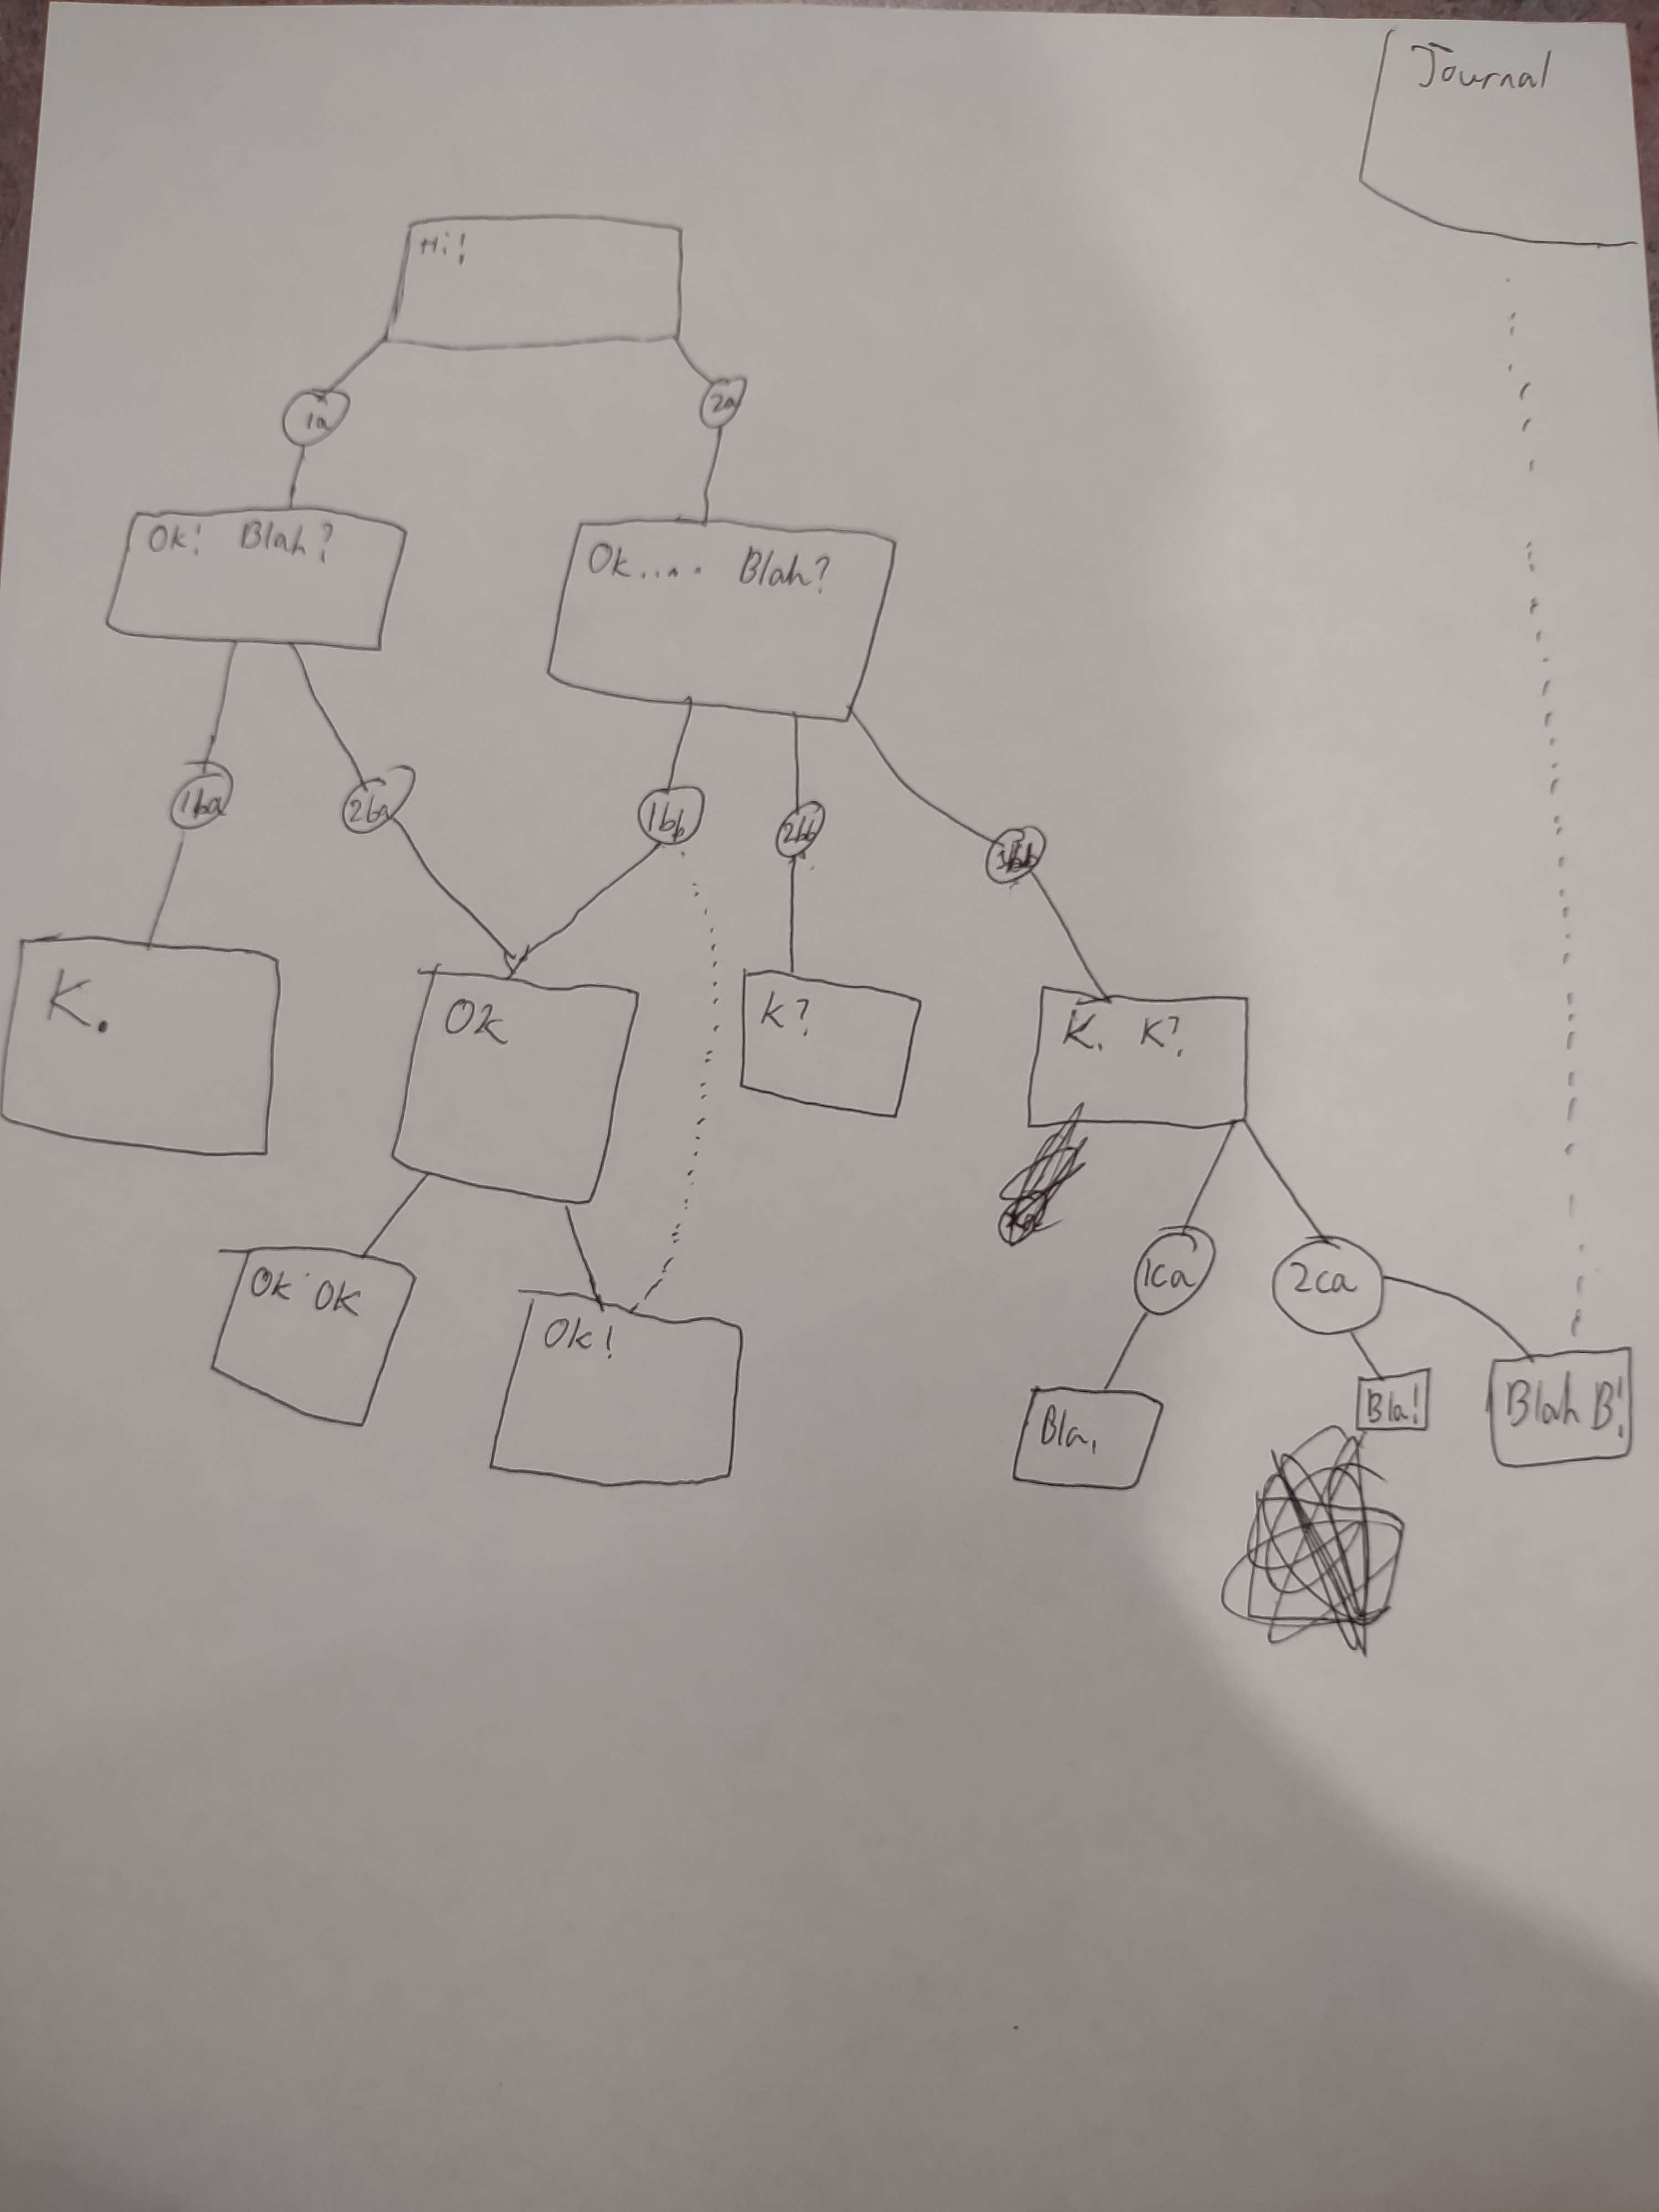 Journal
Hi!
1a
2a
Ok! Blah?
Ok.... Blah?
1ba
2ba
1bb
2bb
3bb
K.
Ok
K?
K. K?
1ca
2ca
Ok Ok
Ok!
Bla.
Bla!
Blah B!